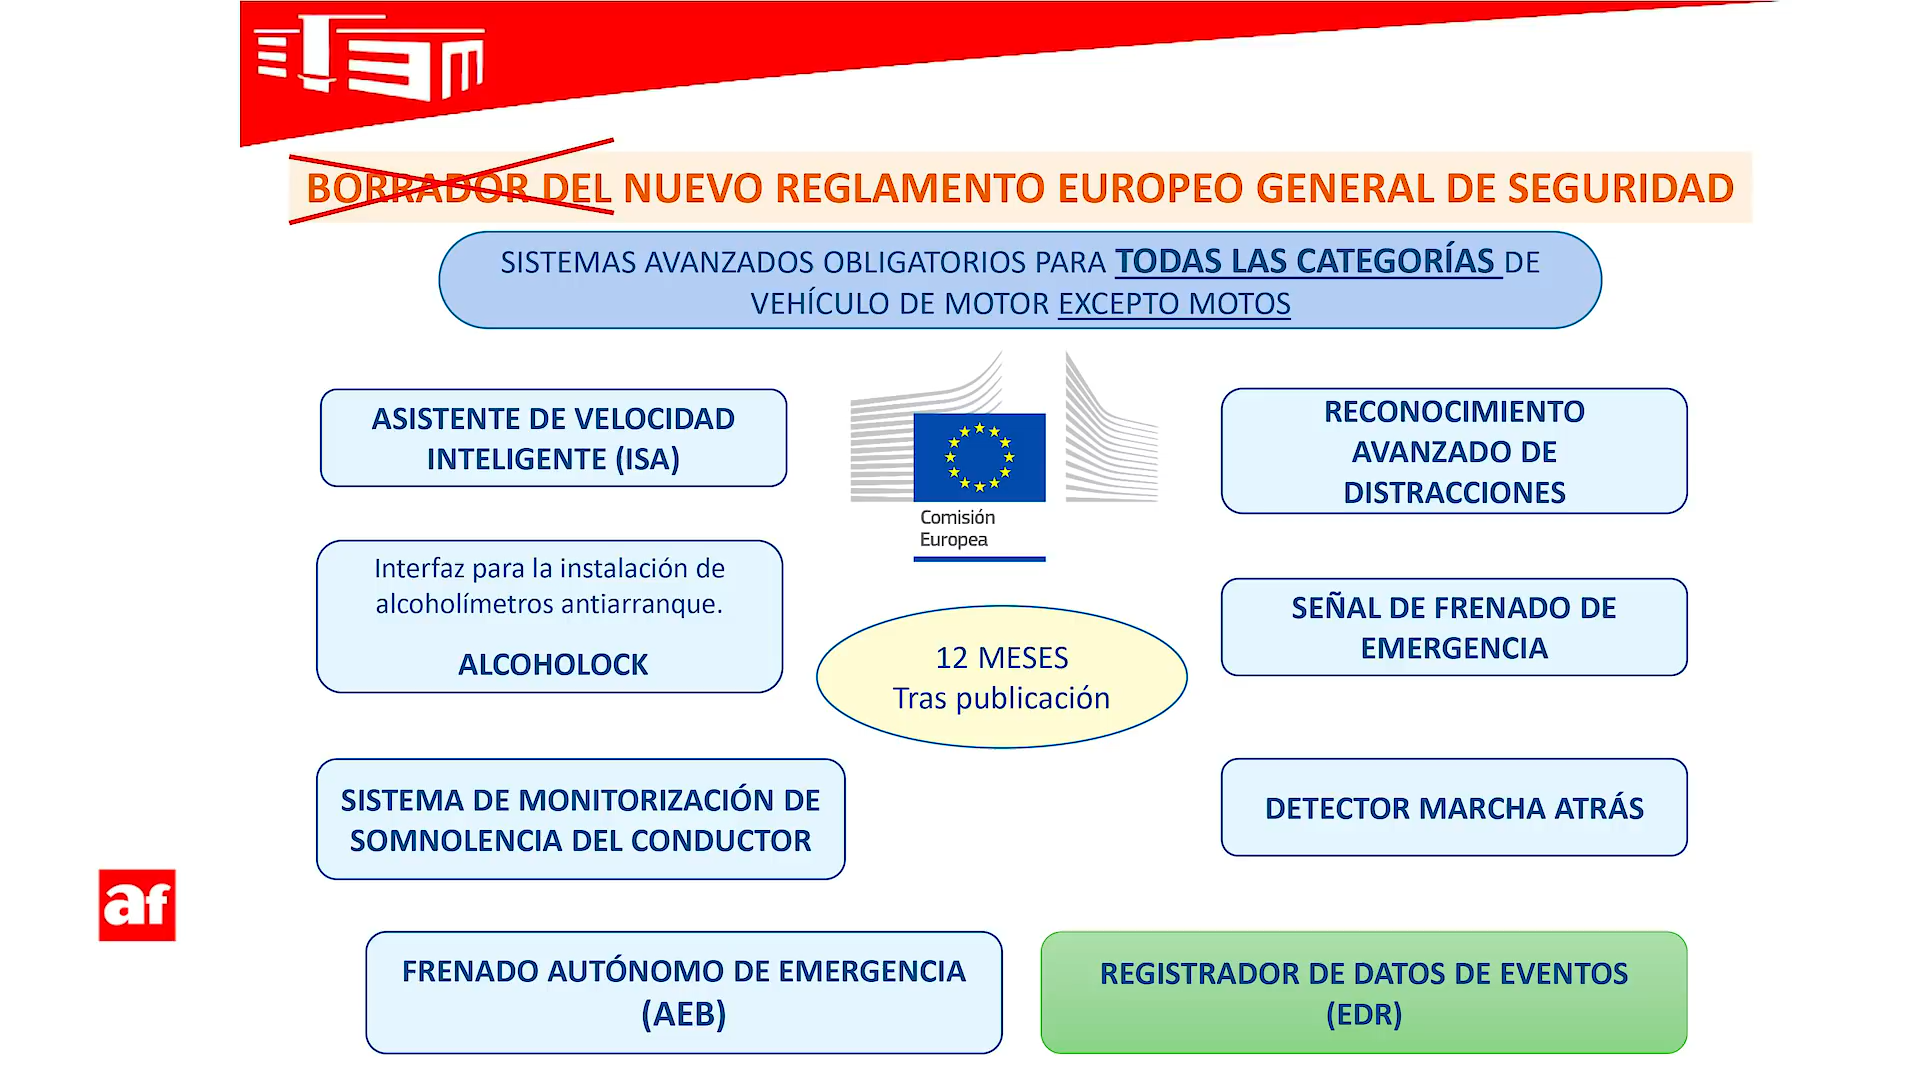 ETEM
BORRADOR DEL NUEVO REGLAMENTO EUROPEO GENERAL DE SEGURIDAD
SISTEMAS AVANZADOS OBLIGATORIOS PARA TODAS LAS CATEGORÍAS DE
VEHÍCULO DE MOTOR EXCEPTO MOTOS
ASISTENTE DE VELOCIDAD
INTELIGENTE (ISA)
Comisión
Europea
RECONOCIMIENTO
AVANZADO DE
DISTRACCIONES
Interfaz para la instalación de
alcoholímetros antiarranque.
ALCOHOLOCK
12 MESES
Tras publicación
SEÑAL DE FRENADO DE
EMERGENCIA
SISTEMA DE MONITORIZACIÓN DE
SOMNOLENCIA DEL CONDUCTOR
DETECTOR MARCHA ATRÁS
af
FRENADO AUTÓNOMO DE EMERGENCIA
(AEB)
REGISTRADOR DE DATOS DE EVENTOS
(EDR)